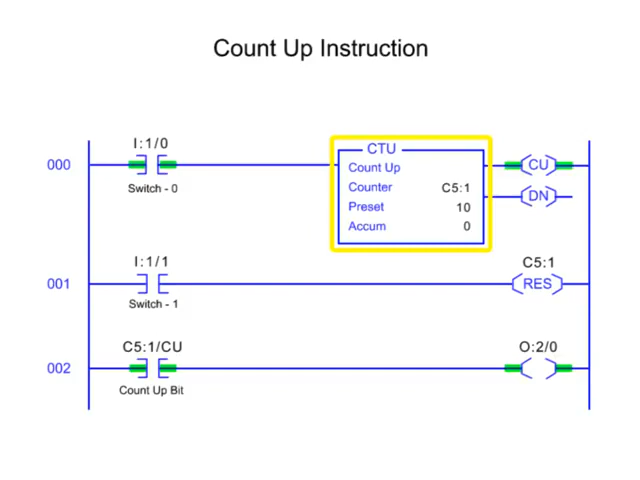 Count Up Instruction
I:1/0
CTU
000
Count Up
CU
Switch - 0
Counter C5:1
DN
Preset 10
Accum 0
I:1/1
C5:1
001
RES
Switch - 1
C5:1/CU
O:2/0
002
Count Up Bit